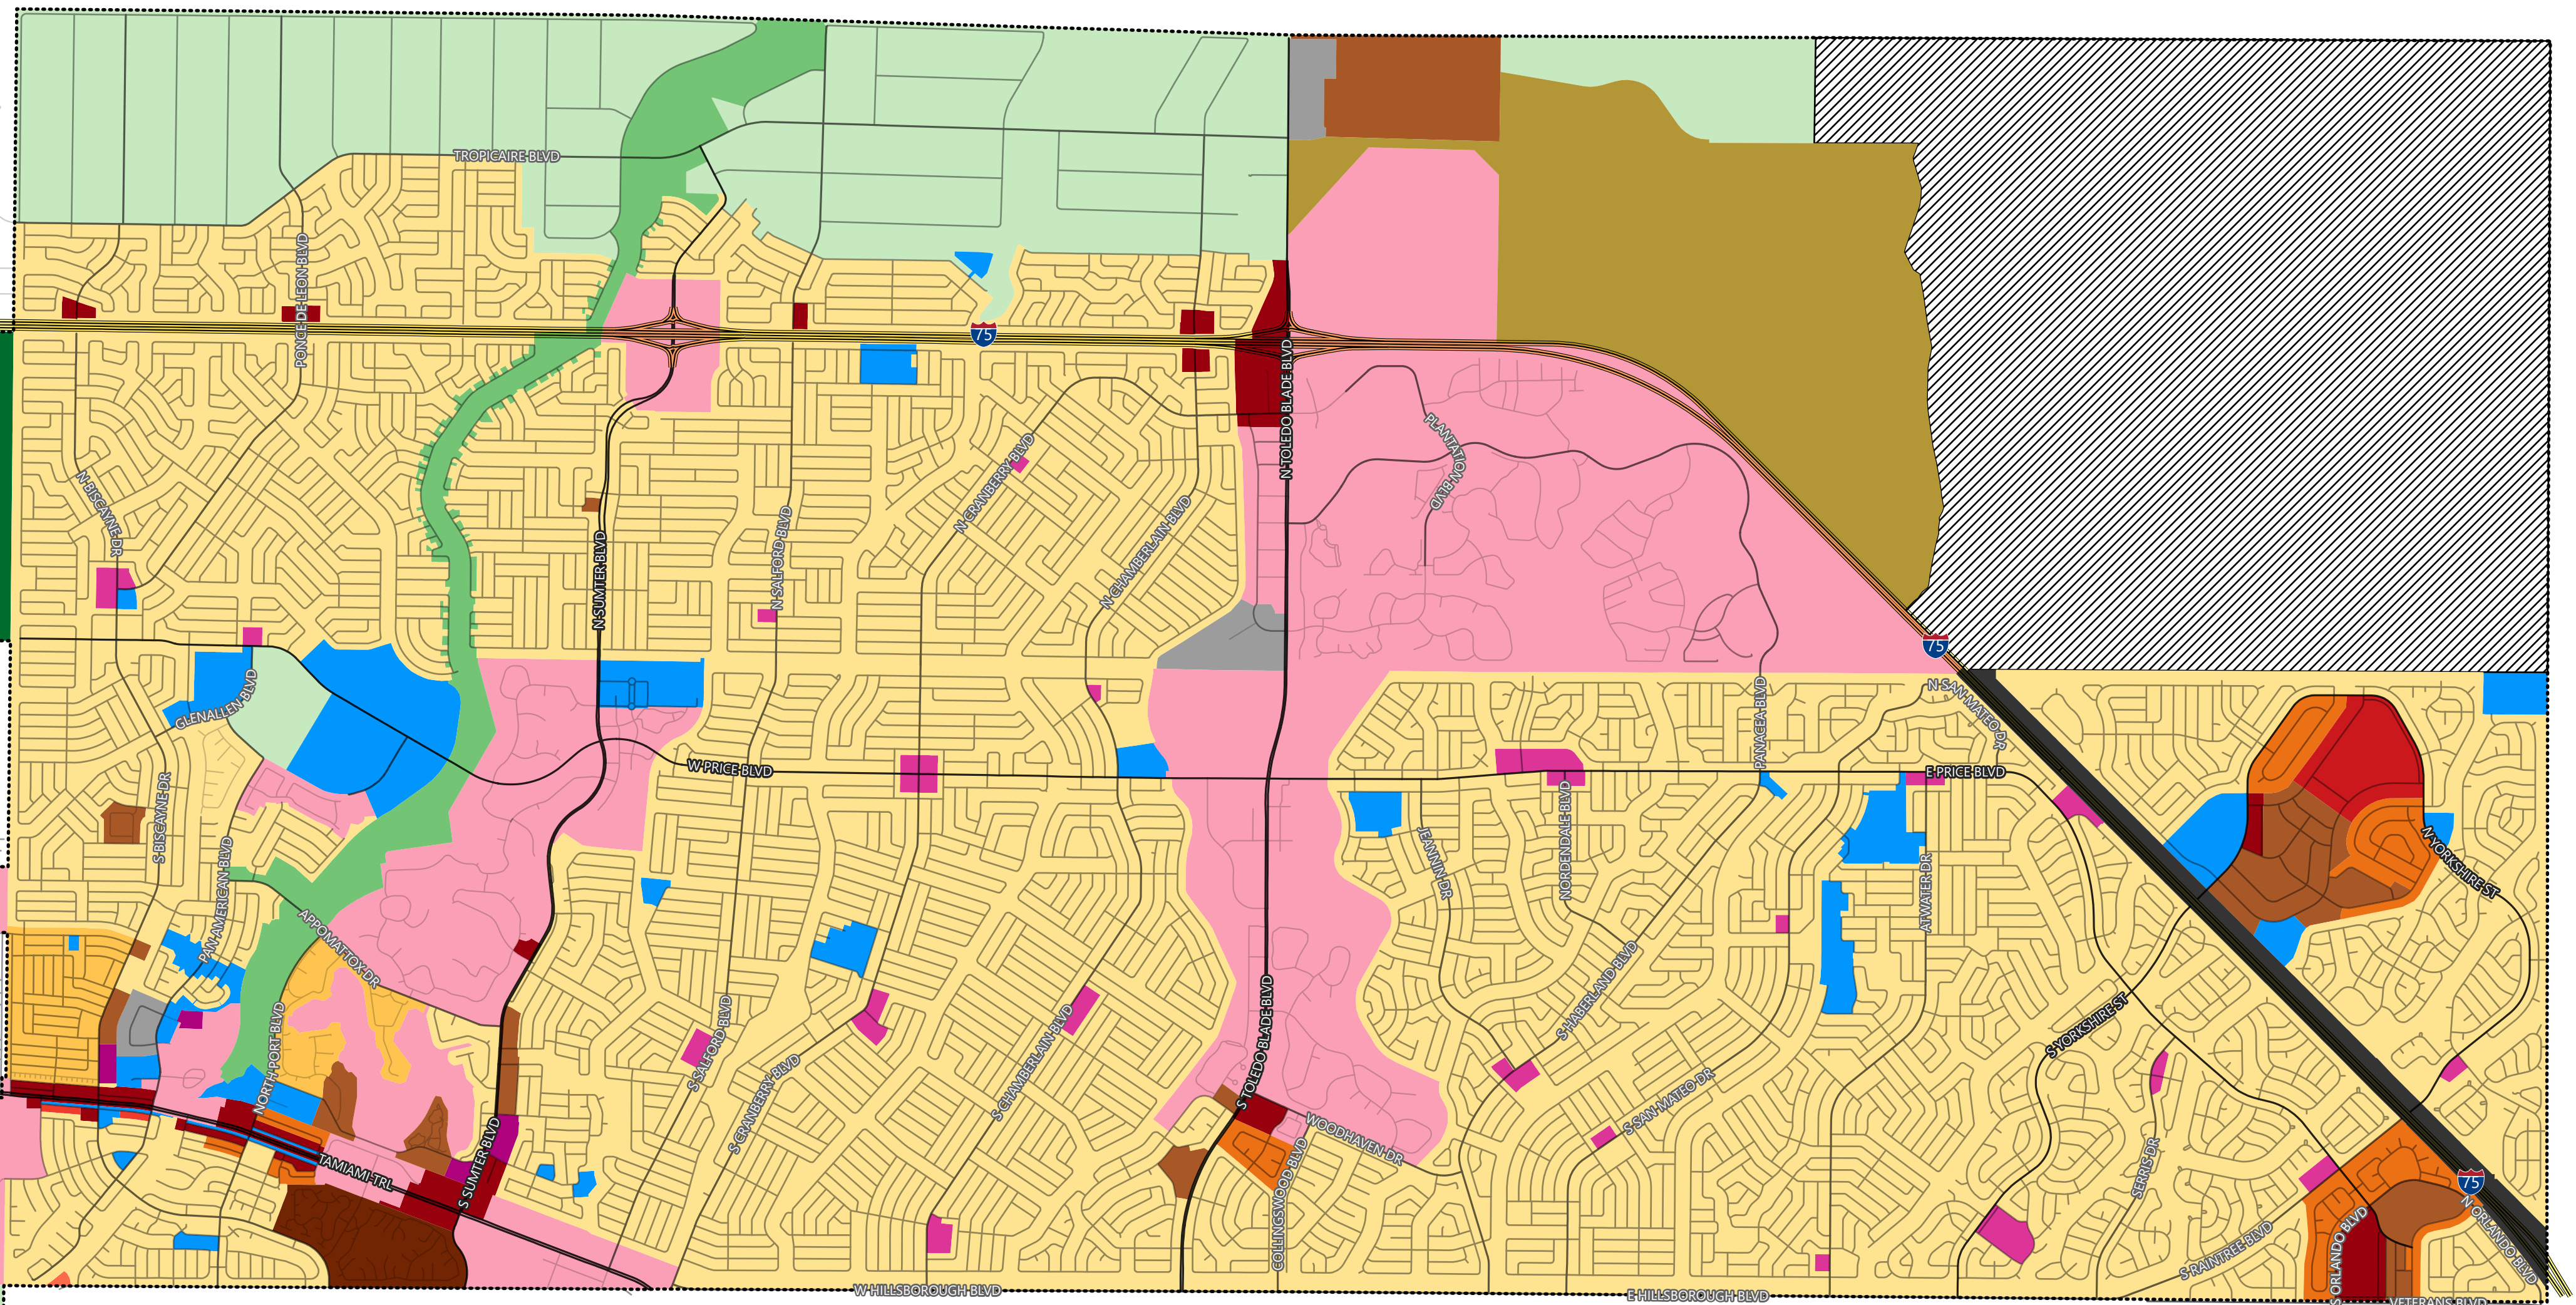 TROPICAIRE BLVD
PONCE DE LEON BLVD
75
N TOLEDO BLADE BLVD
PLANTATION BLVD
N CRANBERRY BLVD
N BISCAYNE DR
N CHAMBERLAIN BLVD
N SALFORD BLVD
N SUMTER BLVD
75
GLENALLEN BLVD
N SAN MATEO DR
PANACEA BLVD
W PRICE BLVD
E PRICE BLVD
S BISCAYNE DR
NORDENDALE BLVD
JEANNIN DR
N YORKSHIRE ST
PAN AMERICAN BLVD
ATWATER DR
APPOMATTOX DR
S HABERLAND BLVD
NORTH PORT BLVD
S SALFORD BLVD
S TOLEDO BLADE BLVD
S YORKSHIRE ST
S CHAMBERLAIN BLVD
S CRANBERRY BLVD
S SAN MATEO DR
WOODHAVEN DR
S SUMTER BLVD
TAMIAMI TRL
COLLINGSWOOD BLVD
SERRIS DR
75
N ORLANDO BLVD
S ORLANDO BLVD
S RAINTREE BLVD
W HILLSBOROUGH BLVD
E HILLSBOROUGH BLVD
VETERANS BLVD